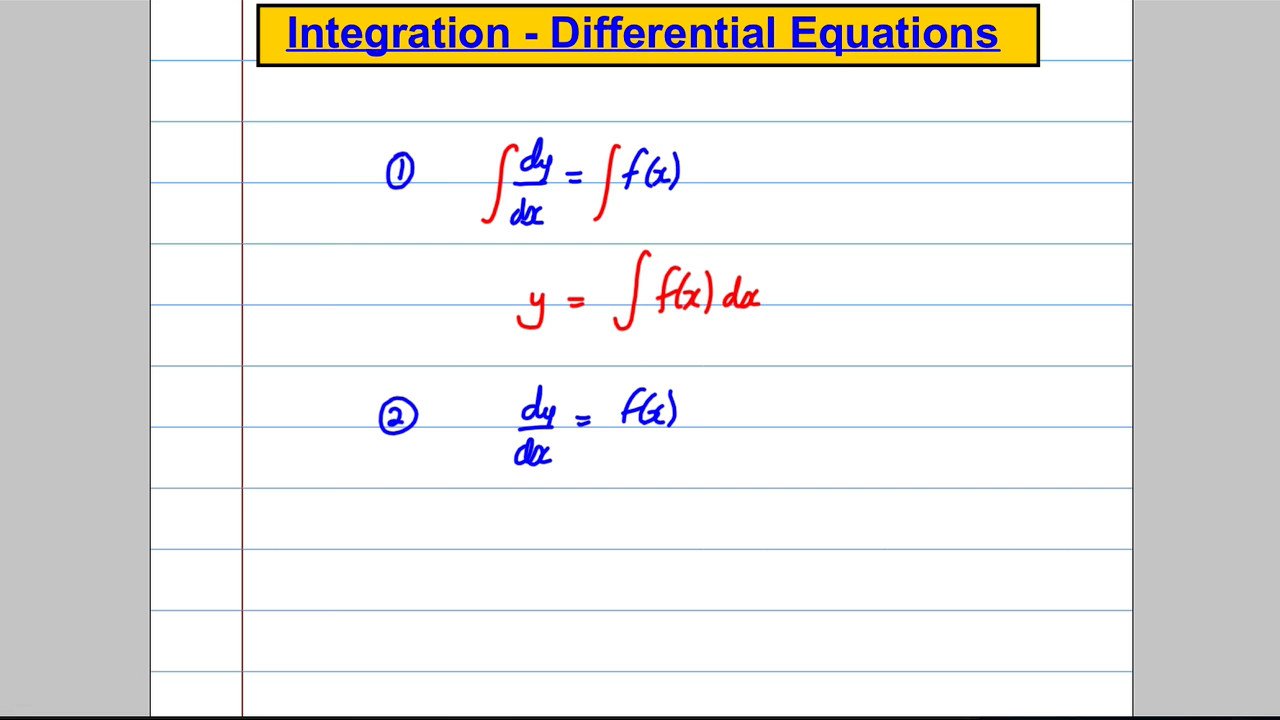 Integration - Differential Equations
① ∫ dy/dx = ∫ f(x)
y = ∫ f(x) dx
② dy/dx = f(x)